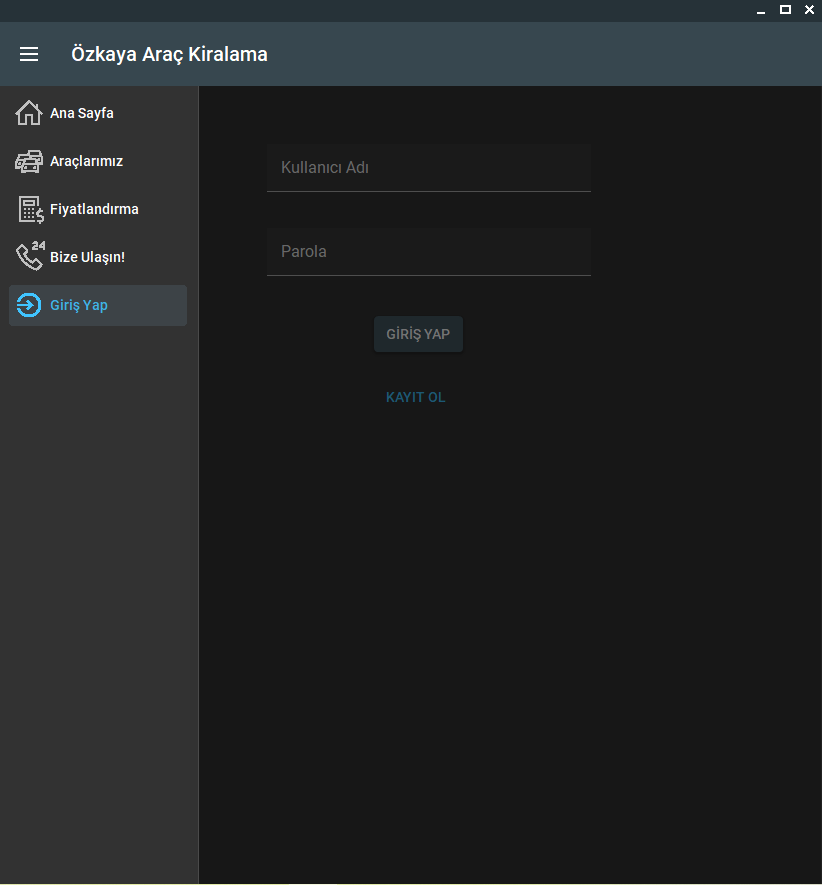 Özkaya Araç Kiralama
Ana Sayfa
Araçlarımız
Fiyatlandırma
24
Bize Ulaşın!
Giriş Yap
Kullanıcı Adı
Parola
GİRİŞ YAP
KAYIT OL